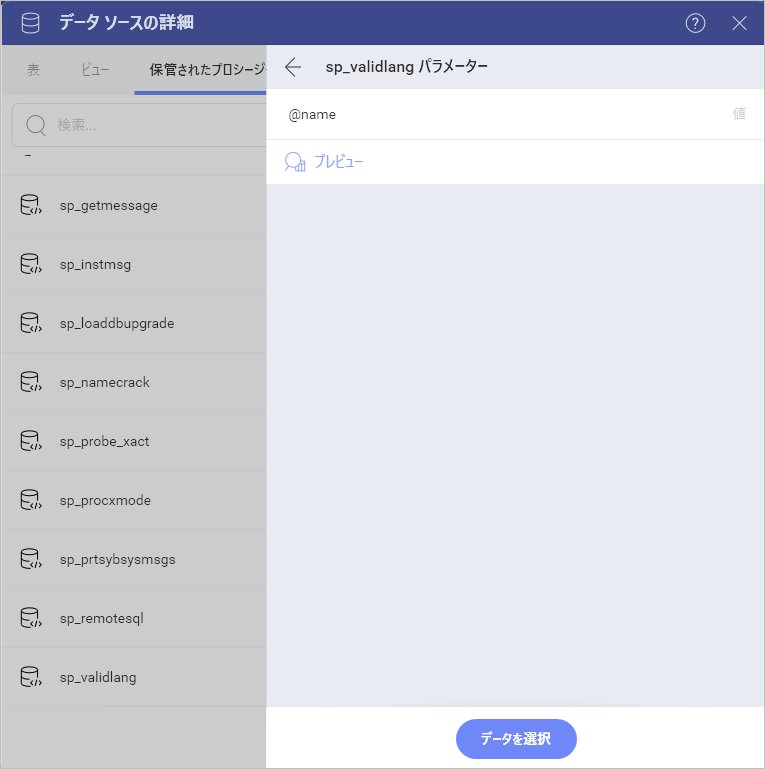 データ ソースの詳細
?
表 ビュー 保管されたプロシージ
検索...
sp_getmessage
sp_instmsg
sp_loaddbupgrade
sp_namecrack
sp_probe_xact
sp_procxmode
sp_prtsybsysmsgs
sp_remotesql
sp_validlang
sp_validlang パラメーター
@name 値
プレビュー
データを選択